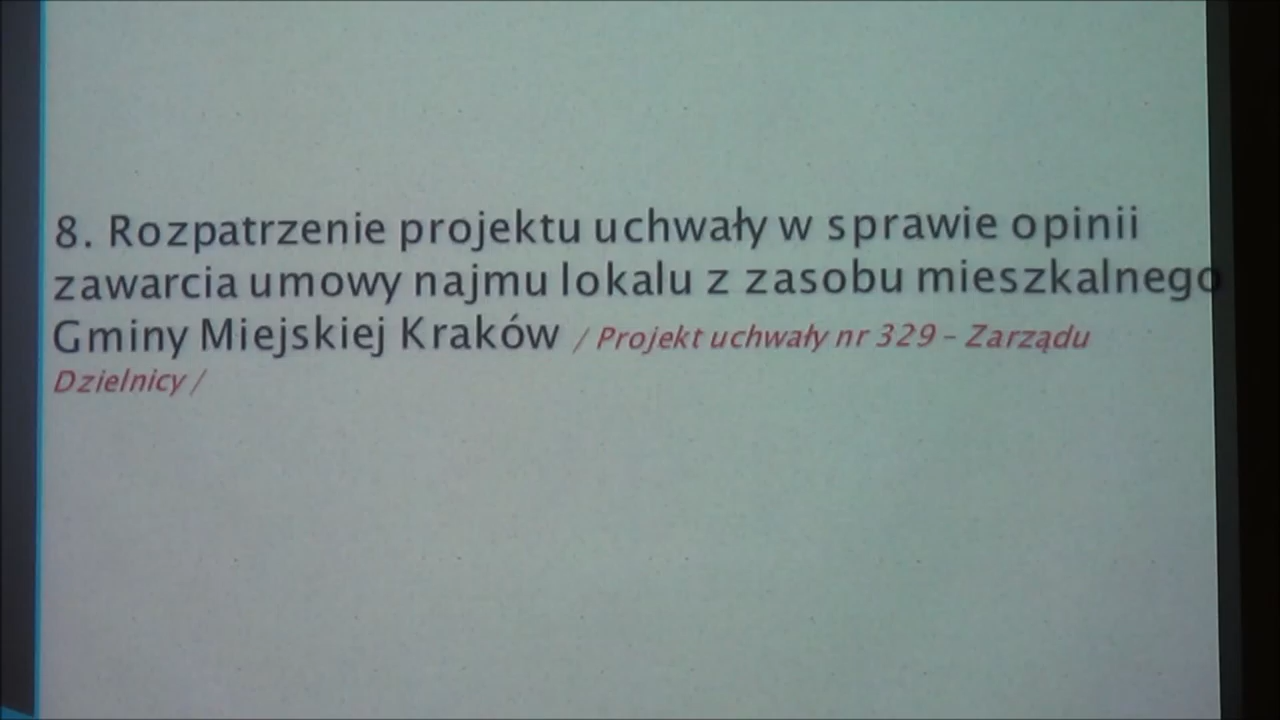 8. Rozpatrzenie projektu uchwały w sprawie opinii
zawarcia umowy najmu lokalu z zasobu mieszkalnego
Gminy Miejskiej Kraków / Projekt uchwały nr 329 – Zarządu
Dzielnicy /